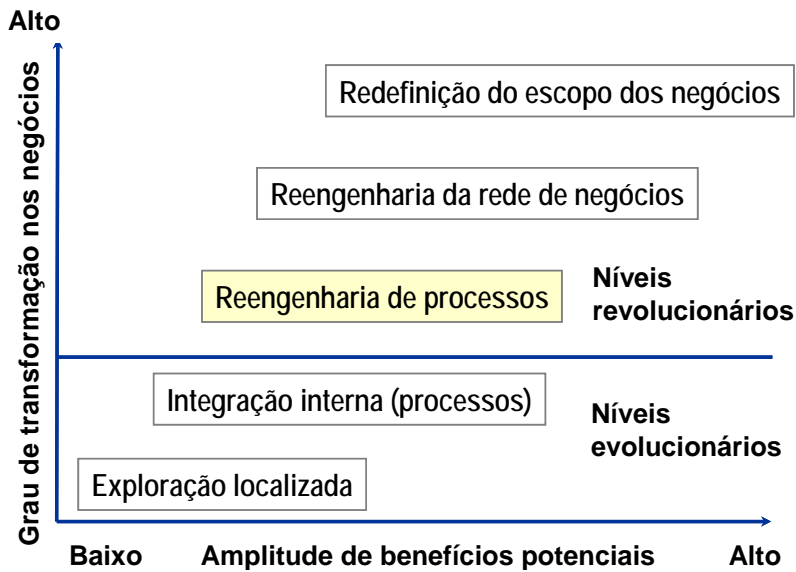 Alto
Grau de transformação nos negócios
Redefinição do escopo dos negócios
Reengenharia da rede de negócios
Reengenharia de processos
Níveis
revolucionários
Integração interna (processos)
Níveis
evolucionários
Exploração localizada
Baixo
Amplitude de benefícios potenciais
Alto